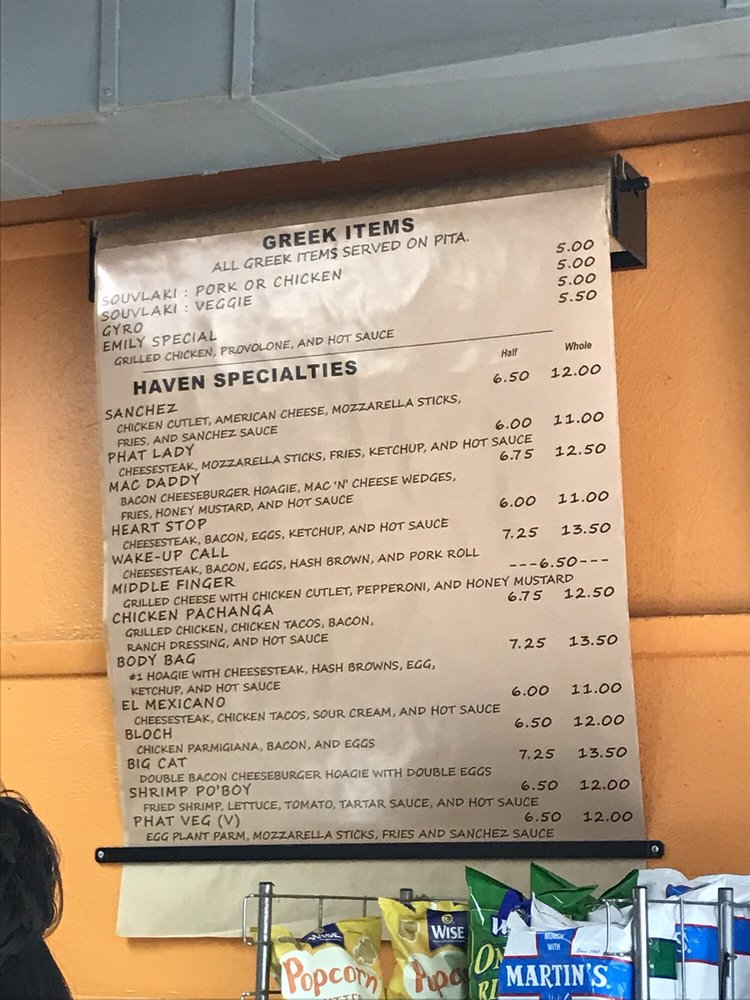 GREEK ITEMS
ALL GREEK ITEMS SERVED ON PITA.
SOUVLAKI : PORK OR CHICKEN 5.00
SOUVLAKI : VEGGIE 5.00
GYRO 5.00
EMILY SPECIAL 5.50
GRILLED CHICKEN, PROVOLONE, AND HOT SAUCE
HAVEN SPECIALTIES Half Whole
SANCHEZ 6.50 12.00
CHICKEN CUTLET, AMERICAN CHEESE, MOZZARELLA STICKS,
FRIES, AND SANCHEZ SAUCE
PHAT LADY 6.00 11.00
CHEESESTEAK, MOZZARELLA STICKS, FRIES, KETCHUP, AND HOT SAUCE
MAC DADDY 6.75 12.50
BACON CHEESEBURGER HOAGIE, MAC 'N' CHEESE WEDGES,
FRIES, HONEY MUSTARD, AND HOT SAUCE
HEART STOP 6.00 11.00
CHEESESTEAK, BACON, EGGS, KETCHUP, AND HOT SAUCE
WAKE-UP CALL 7.25 13.50
CHEESESTEAK, BACON, EGGS, HASH BROWN, AND PORK ROLL
MIDDLE FINGER ---6.50---
GRILLED CHEESE WITH CHICKEN CUTLET, PEPPERONI, AND HONEY MUSTARD
CHICKEN PACHANGA 6.75 12.50
GRILLED CHICKEN, CHICKEN TACOS, BACON,
RANCH DRESSING, AND HOT SAUCE
BODY BAG 7.25 13.50
#1 HOAGIE WITH CHEESESTEAK, HASH BROWNS, EGG,
KETCHUP, AND HOT SAUCE
EL MEXICANO 6.00 11.00
CHEESESTEAK, CHICKEN TACOS, SOUR CREAM, AND HOT SAUCE
BLOCH 6.50 12.00
CHICKEN PARMIGIANA, BACON, AND EGGS
BIG CAT 7.25 13.50
DOUBLE BACON CHEESEBURGER HOAGIE WITH DOUBLE EGGS
SHRIMP PO'BOY 6.50 12.00
FRIED SHRIMP, LETTUCE, TOMATO, TARTAR SAUCE, AND HOT SAUCE
PHAT VEG (V) 6.50 12.00
EGG PLANT PARM, MOZZARELLA STICKS, FRIES AND SANCHEZ SAUCE
WISE
Popcorn
WISE
MARTIN'S